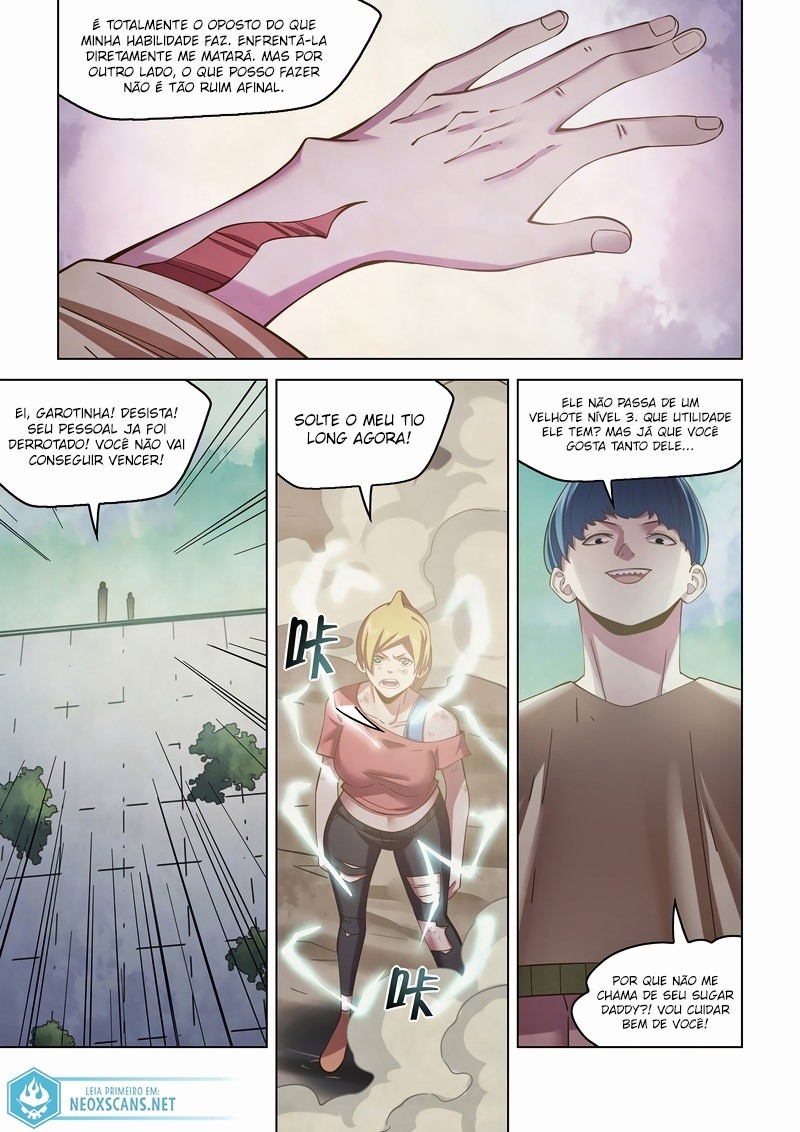 É TOTALMENTE O OPOSTO DO QUE
MINHA HABILIDADE FAZ. ENFRENTÁ-LA
DIRETAMENTE ME MATARÁ. MAS POR
OUTRO LADO, O QUE POSSO FAZER
NÃO É TÃO RUIM AFINAL.
EI, GAROTINHA! DESISTA!
SEU PESSOAL JA FOI
DERROTADO! VOCÊ NÃO VAI
CONSEGUIR VENCER!
SOLTE O MEU TIO
LONG AGORA!
咔
咔
ELE NÃO PASSA DE UM
VELHOTE NÍVEL 3. QUE UTILIDADE
ELE TEM? MAS JÁ QUE VOCÊ
GOSTA TANTO DELE...
POR QUE NÃO ME
CHAMA DE SEU SUGAR
DADDY?! VOU CUIDAR
BEM DE VOCÊ!
LEIA PRIMEIRO EM:
NEOXSCANS.NET